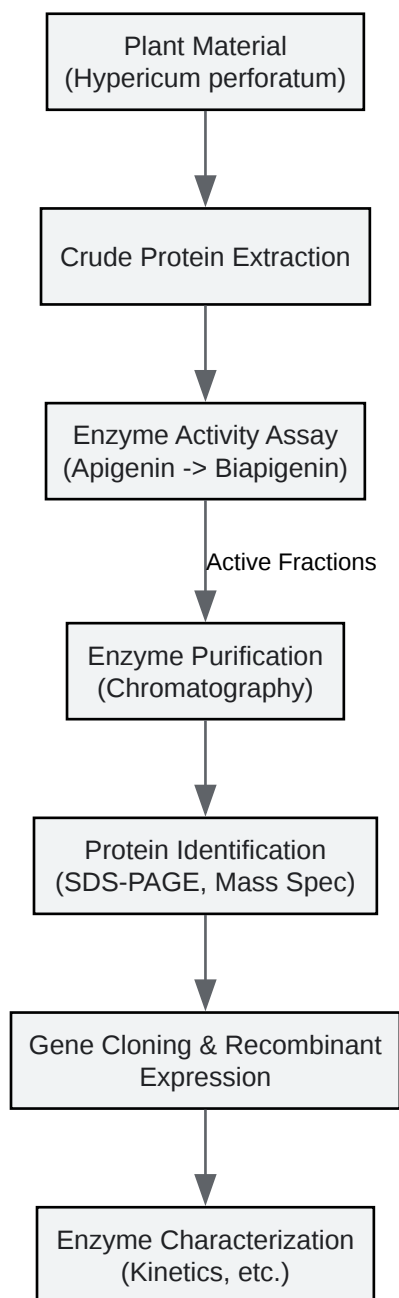 Plant Material
(Hypericum perforatum)
Crude Protein Extraction
Enzyme Activity Assay
(Apigenin -> Biapigenin)
Active Fractions
Enzyme Purification
(Chromatography)
Protein Identification
(SDS-PAGE, Mass Spec)
Gene Cloning & Recombinant
Expression
Enzyme Characterization
(Kinetics, etc.)